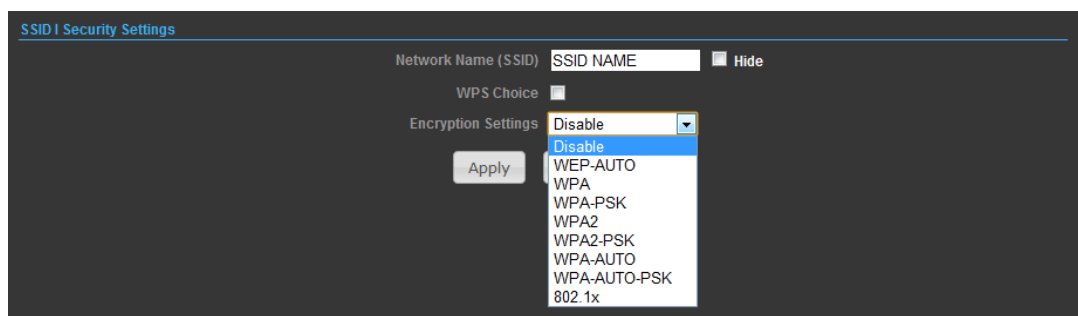 SSID I Security Settings
Network Name (SSID) SSID NAME Hide
WPS Choice
Encryption Settings Disable
Disable
Apply WEP-AUTO
WPA
WPA-PSK
WPA2
WPA2-PSK
WPA-AUTO
WPA-AUTO-PSK
802.1x